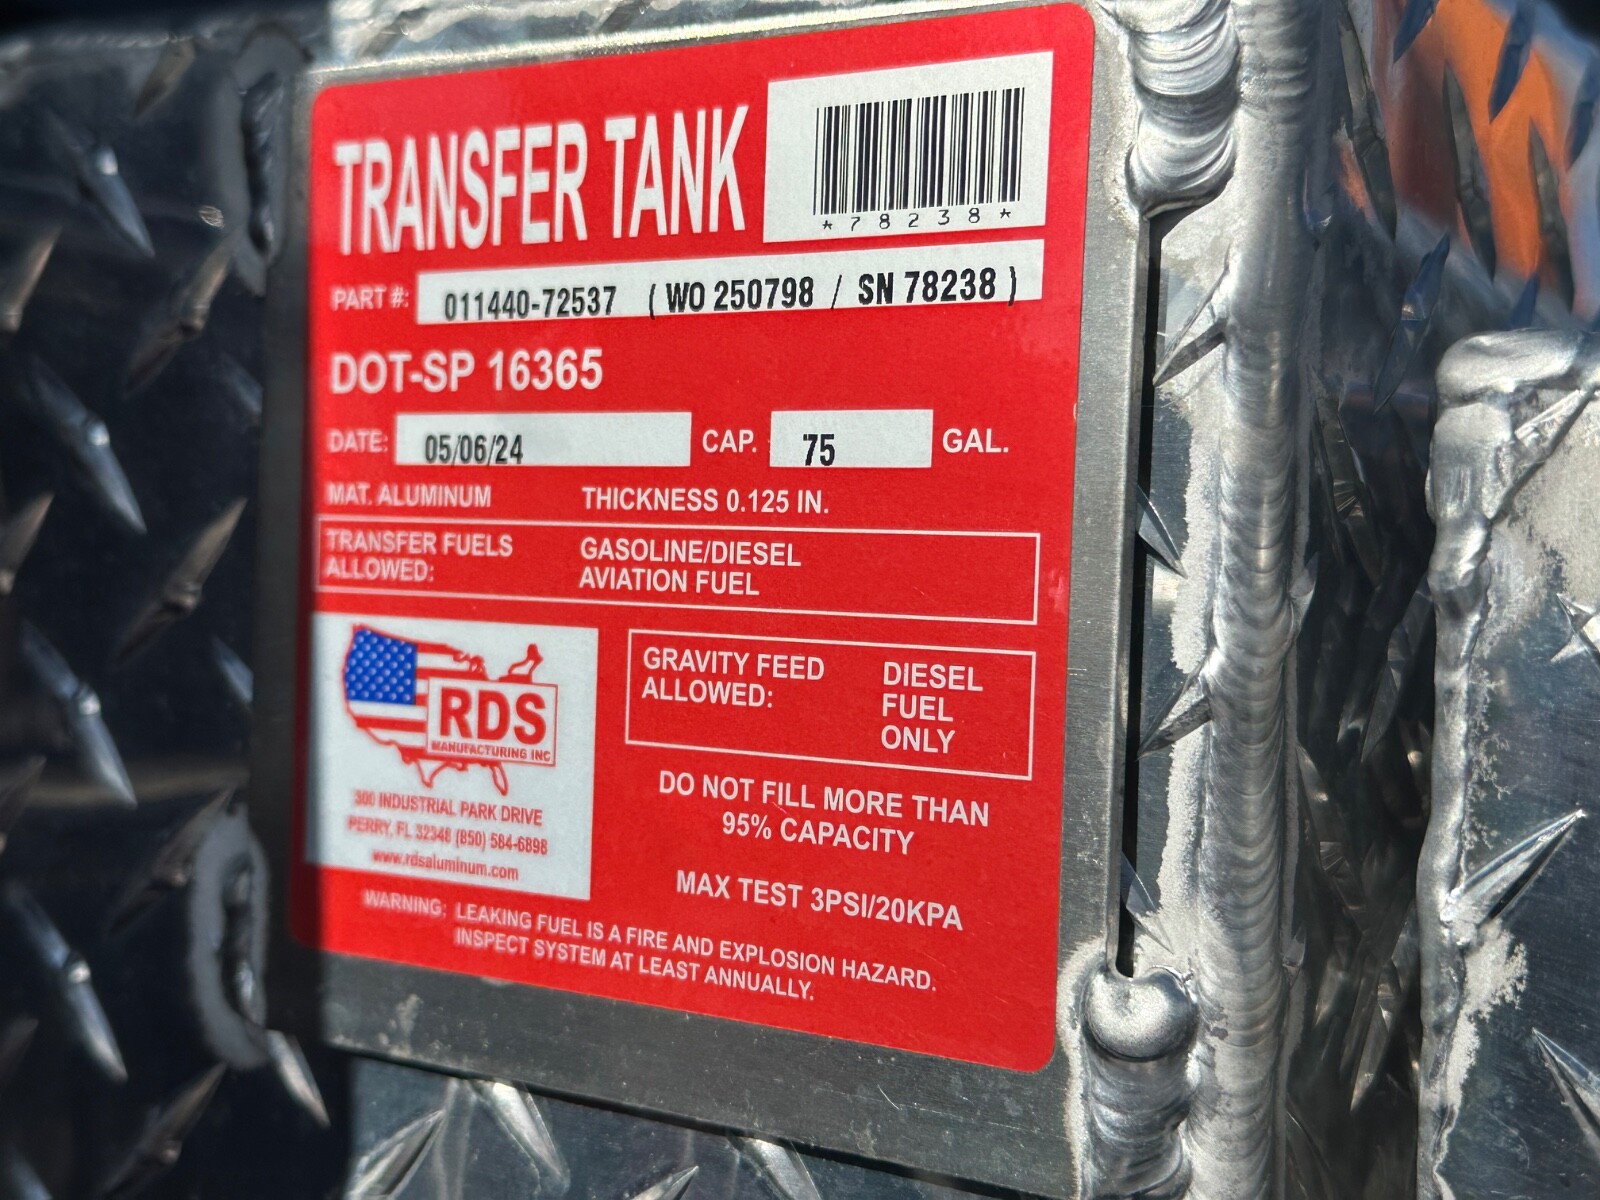 TRANSFER TANK
*78238*
PART #: 011440-72537 ( WO 250798 / SN 78238 )
DOT-SP 16365
DATE: 05/06/24 CAP. 75 GAL.
MAT. ALUMINUM THICKNESS 0.125 IN.
TRANSFER FUELS GASOLINE/DIESEL
ALLOWED: AVIATION FUEL
RDS
MANUFACTURING INC
300 INDUSTRIAL PARK DRIVE
PERRY, FL 32348 (850) 584-6898
www.rdsaluminum.com
GRAVITY FEED DIESEL
ALLOWED: FUEL
ONLY
DO NOT FILL MORE THAN
95% CAPACITY
MAX TEST 3PSI/20KPA
WARNING: LEAKING FUEL IS A FIRE AND EXPLOSION HAZARD.
INSPECT SYSTEM AT LEAST ANNUALLY.